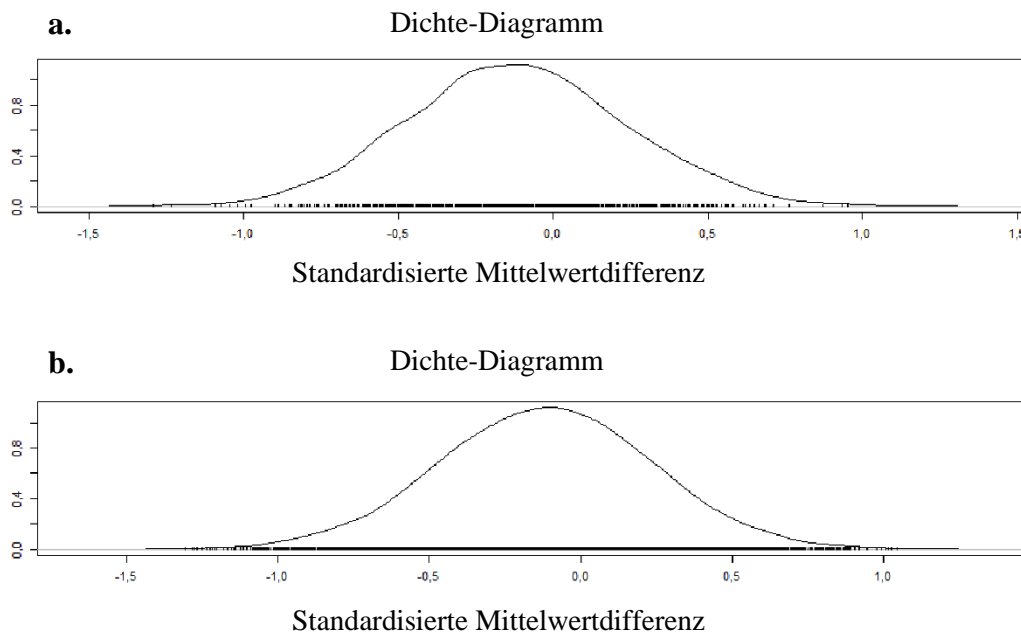 a.
Dichte-Diagramm
0,8
0,4
0,0
-1,5 -1,0 -0,5 0,0 0,5 1,0 1,5
Standardisierte Mittelwertdifferenz
b.
Dichte-Diagramm
0,8
0,4
0,0
-1,5 -1,0 -0,5 0,0 0,5 1,0
Standardisierte Mittelwertdifferenz